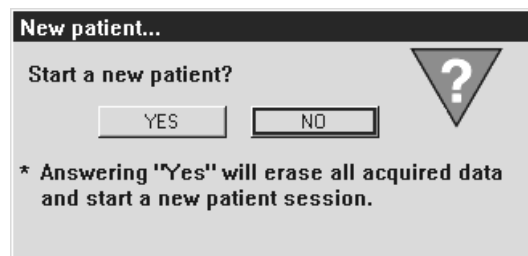 New patient...
Start a new patient?
?
YES NO
* Answering "Yes" will erase all acquired data
and start a new patient session.